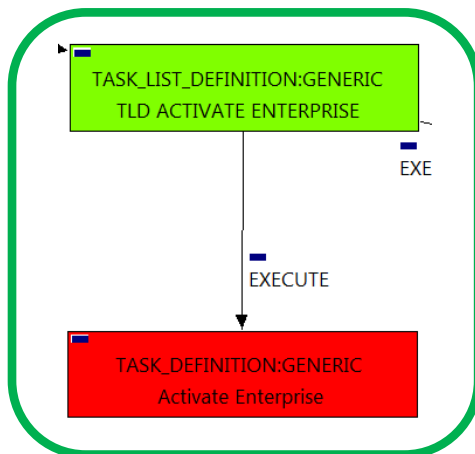 TASK_LIST_DEFINITION:GENERIC
TLD ACTIVATE ENTERPRISE
EXE
EXECUTE
TASK_DEFINITION:GENERIC
Activate Enterprise